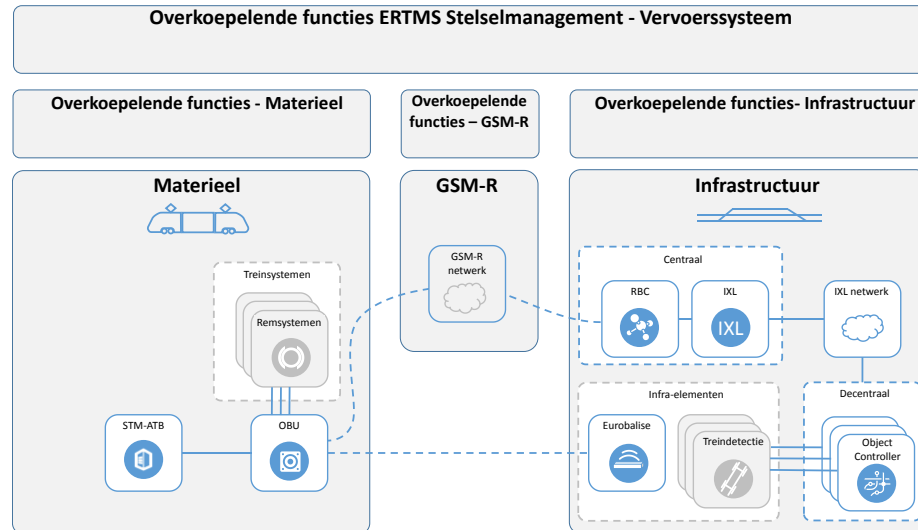 Overkoepelende functies ERTMS Stelselmanagement - Vervoerssysteem
Overkoepelende functies - Materieel
Overkoepelende
functies – GSM-R
Overkoepelende functies- Infrastructuur
Materieel
GSM-R
Infrastructuur
Treinsystemen
Remsystemen
STM-ATB
OBU
GSM-R
netwerk
Centraal
RBC
IXL
IXL
IXL netwerk
Infra-elementen
Eurobalise
Treindetectie
Decentraal
Object
Controller